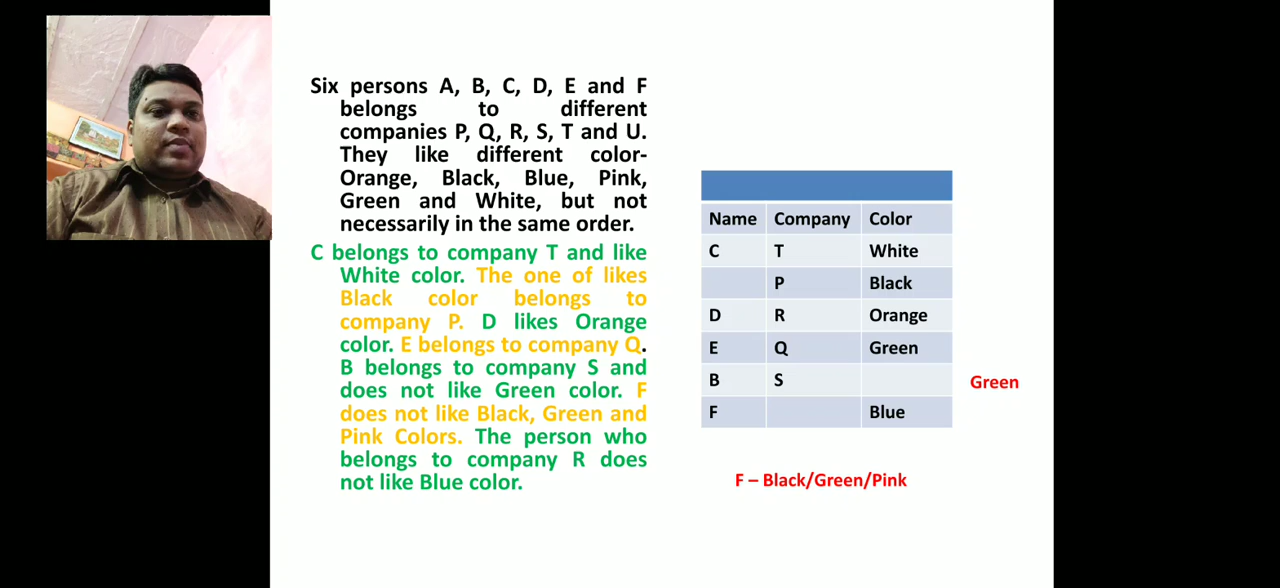 Six persons A, B, C, D, E and F
belongs to different
companies P, Q, R, S, T and U.
They like different color-
Orange, Black, Blue, Pink,
Green and White, but not
necessarily in the same order.
C belongs to company T and like
White color. The one of likes
Black color belongs to
company P. D likes Orange
color. E belongs to company Q.
B belongs to company S and
does not like Green color. F
does not like Black, Green and
Pink Colors. The person who
belongs to company R does
not like Blue color.
Name Company Color
C T White
P Black
D R Orange
E Q Green
B S
Green
F Blue
F – Black/Green/Pink